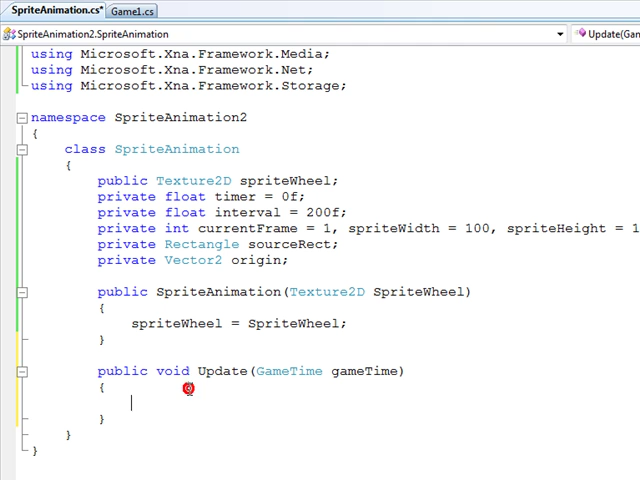 SpriteAnimation.cs* Game1.cs
SpriteAnimation2.SpriteAnimation Update(Gam
using Microsoft.Xna.Framework.Media;
using Microsoft.Xna.Framework.Net;
using Microsoft.Xna.Framework.Storage;
namespace SpriteAnimation2
{
class SpriteAnimation
{
public Texture2D spriteWheel;
private float timer = 0f;
private float interval = 200f;
private int currentFrame = 1, spriteWidth = 100, spriteHeight = 1
private Rectangle sourceRect;
private Vector2 origin;
public SpriteAnimation(Texture2D SpriteWheel)
{
spriteWheel = SpriteWheel;
}
public void Update(GameTime gameTime)
{
}
}
}